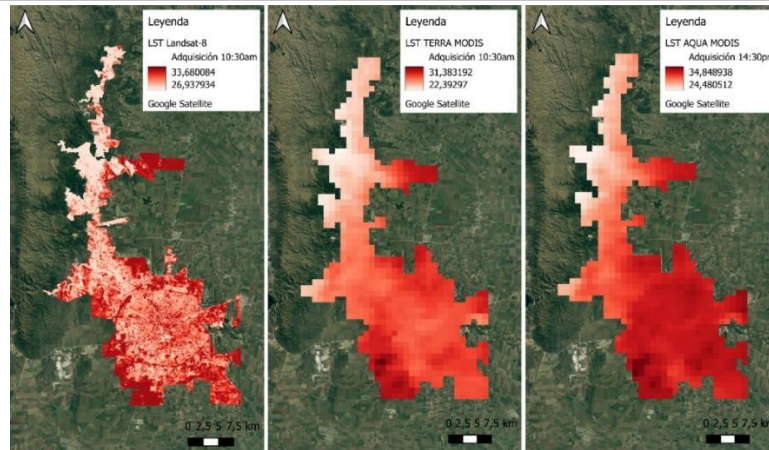 Leyenda
LST Landsat-8
Adquisición 10:30am
33,680084
26,937934
Google Satellite
0 2,5 5 7,5 km
Leyenda
LST TERRA MODIS
Adquisición 10:30am
31,383192
22,39297
Google Satellite
0 2,5 5 7,5 km
Leyenda
LST AQUA MODIS
Adquisición 14:30pm
34,848938
24,480512
Google Satellite
0 2,5 5 7,5 km